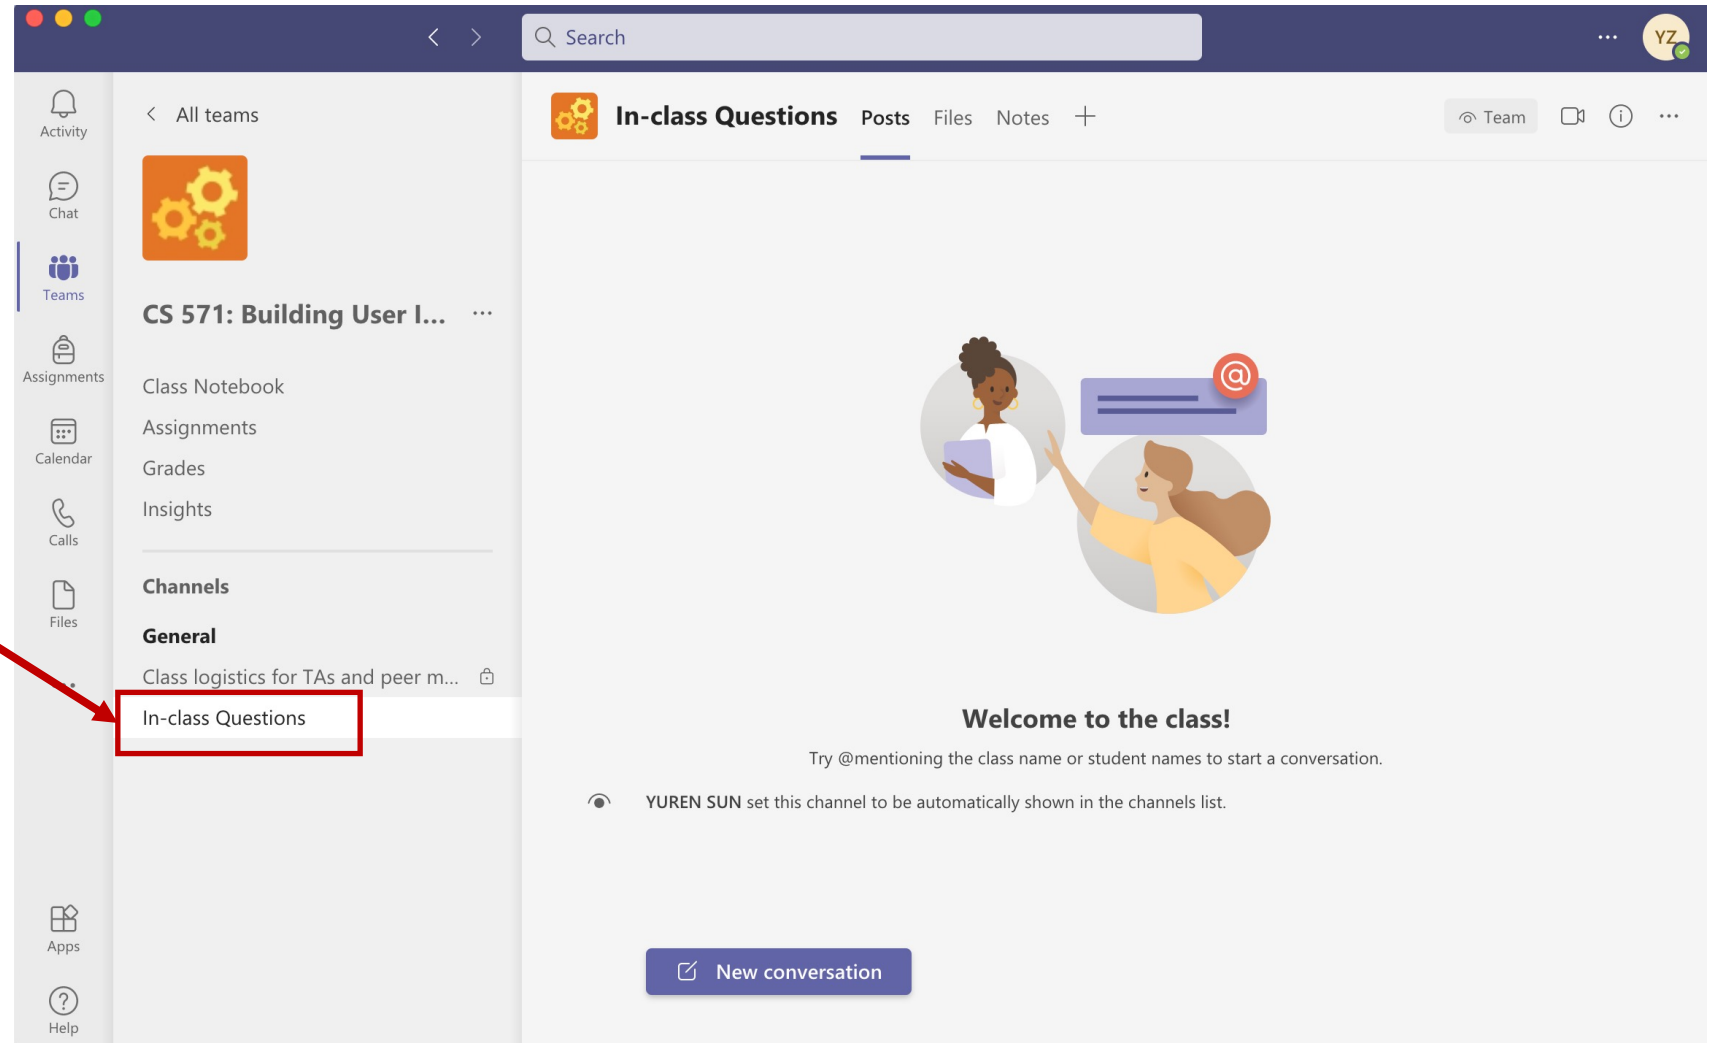 Search
YZ
Activity
Chat
Teams
Assignments
Calendar
Calls
Files
Apps
Help
All teams
CS 571: Building User I...
Class Notebook
Assignments
Grades
Insights
Channels
General
Class logistics for TAs and peer m...
In-class Questions
In-class Questions Posts Files Notes
Team
@
Welcome to the class!
Try @mentioning the class name or student names to start a conversation.
YUREN SUN set this channel to be automatically shown in the channels list.
New conversation